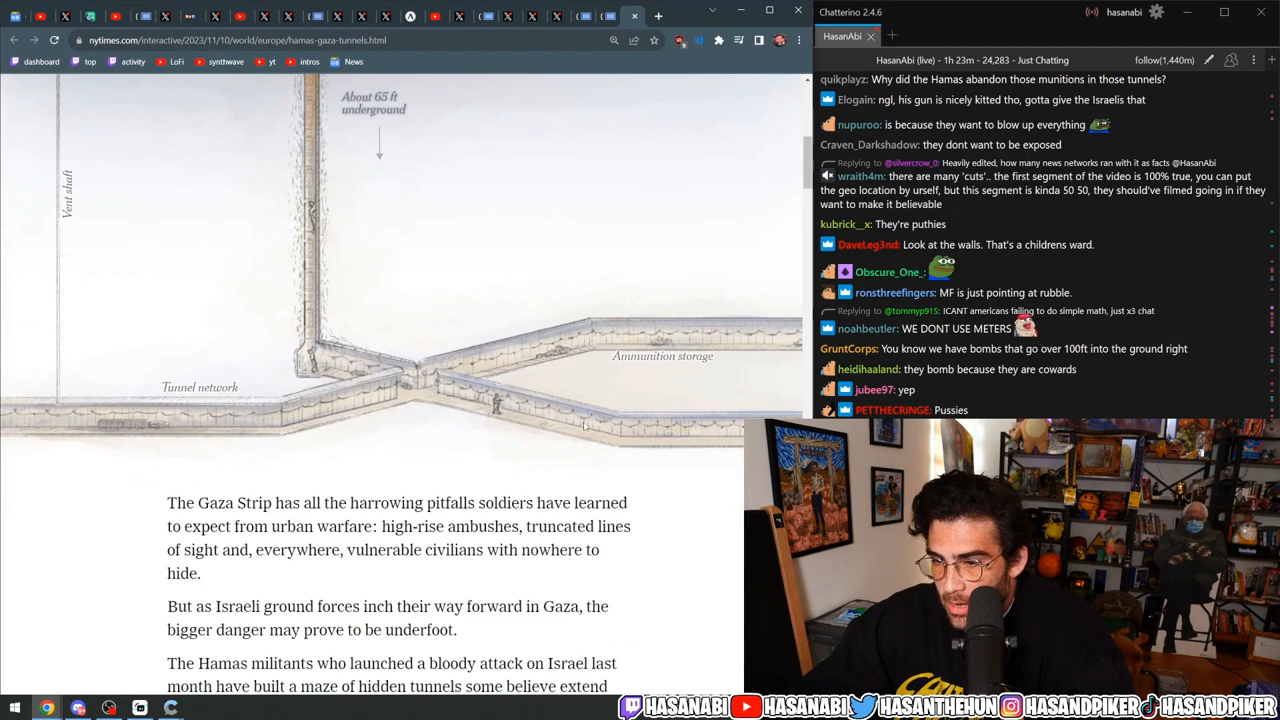 nytimes.com/interactive/2023/11/10/world/europe/hamas-gaza-tunnels.html
dashboard
top
activity
LoFi
synthwave
yt
intros
News
About 65 ft
underground
Vent shaft
Ammunition storage
Tunnel network
The Gaza Strip has all the harrowing pitfalls soldiers have learned
to expect from urban warfare: high-rise ambushes, truncated lines
of sight and, everywhere, vulnerable civilians with nowhere to
hide.
But as Israeli ground forces inch their way forward in Gaza, the
bigger danger may prove to be underfoot.
The Hamas militants who launched a bloody attack on Israel last
month have built a maze of hidden tunnels some believe extend
Chatterino 2.4.6
hasanabi
HasanAbi
HasanAbi (live) - 1h 23m - 24,283 - Just Chatting
follow(1,440m)
quikplayz: Why did the Hamas abandon those munitions in those tunnels?
Elogain: ngl, his gun is nicely kitted tho, gotta give the Israelis that
nupuroo: is because they want to blow up everything
Craven_Darkshadow: they dont want to be exposed
Replying to @silvercrow_0: Heavily edited, how many news networks ran with it as facts @HasanAbi
wraith4m: there are many 'cuts'.. the first segment of the video is 100% true, you can put
the geo location by urself, but this segment is kinda 50 50, they should've filmed going in if they
want to make it believable
kubrick__x: They're puthies
DaveLeg3nd: Look at the walls. That's a childrens ward.
Obscure_One_:
ronsthreefingers: MF is just pointing at rubble.
Replying to @tommyp915: ICANT americans failing to do simple math, just x3 chat
noahbeutler: WE DONT USE METERS
GruntCorps: You know we have bombs that go over 100ft into the ground right
heidihaaland: they bomb because they are cowards
jubee97: yep
PETTHECRINGE: Pussies
HASANABI
HASANABI
HASANTHEHUN
HASANDPIKER
HASANDPIKER